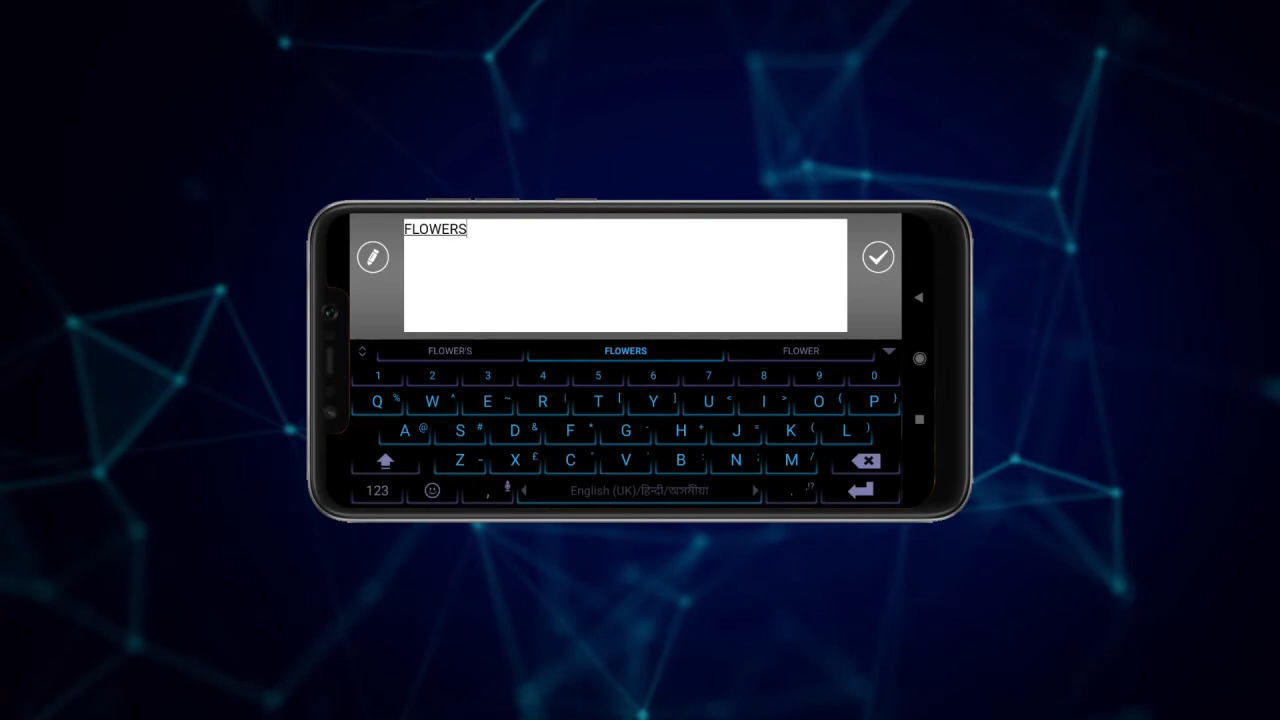 FLOWERS
FLOWER'S FLOWERS FLOWER
1 2 3 4 5 6 7 8 9 0
Q % W ^ E ~ R | T [ Y ] U < I > O { P }
A @ S # D & F * G - H + J = K ( L )
Z - X £ C " V ' B : N ; M /
123 , English (UK)/हिन्दी/অসমীয়া . ,!?